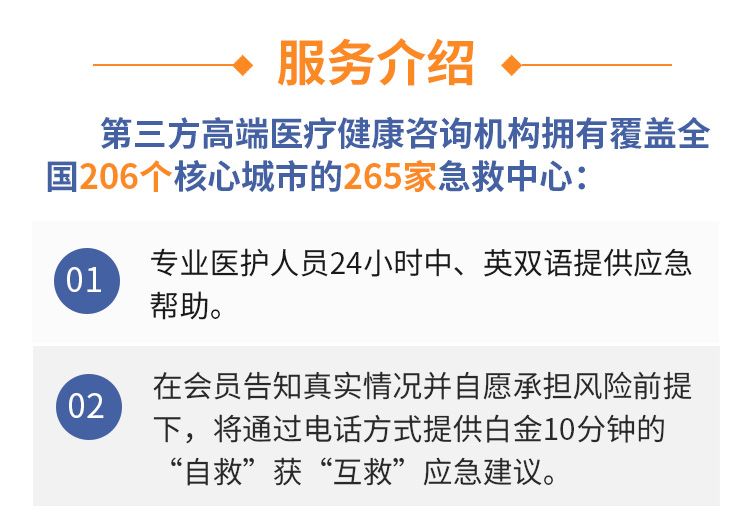 服务介绍
第三方高端医疗健康咨询机构拥有覆盖全
国206个核心城市的265家急救中心：
01
专业医护人员24小时中、英双语提供应急
帮助。
02
在会员告知真实情况并自愿承担风险前提
下，将通过电话方式提供白金10分钟的
“自救”获“互救”应急建议。